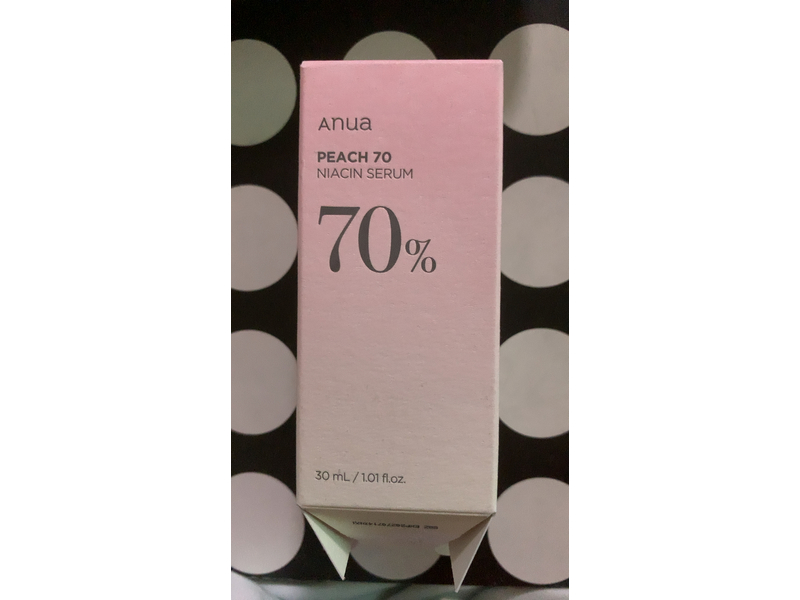 Anua
PEACH 70
NIACIN SERUM
70%
30 mL / 1.01 fl.oz.